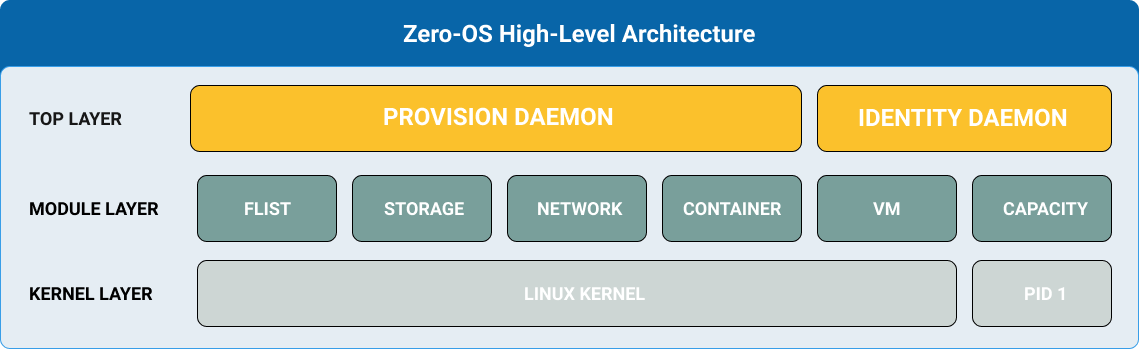 Zero-OS High-Level Architecture
TOP LAYER
PROVISION DAEMON
IDENTITY DAEMON
MODULE LAYER
FLIST
STORAGE
NETWORK
CONTAINER
VM
CAPACITY
KERNEL LAYER
LINUX KERNEL
PID 1